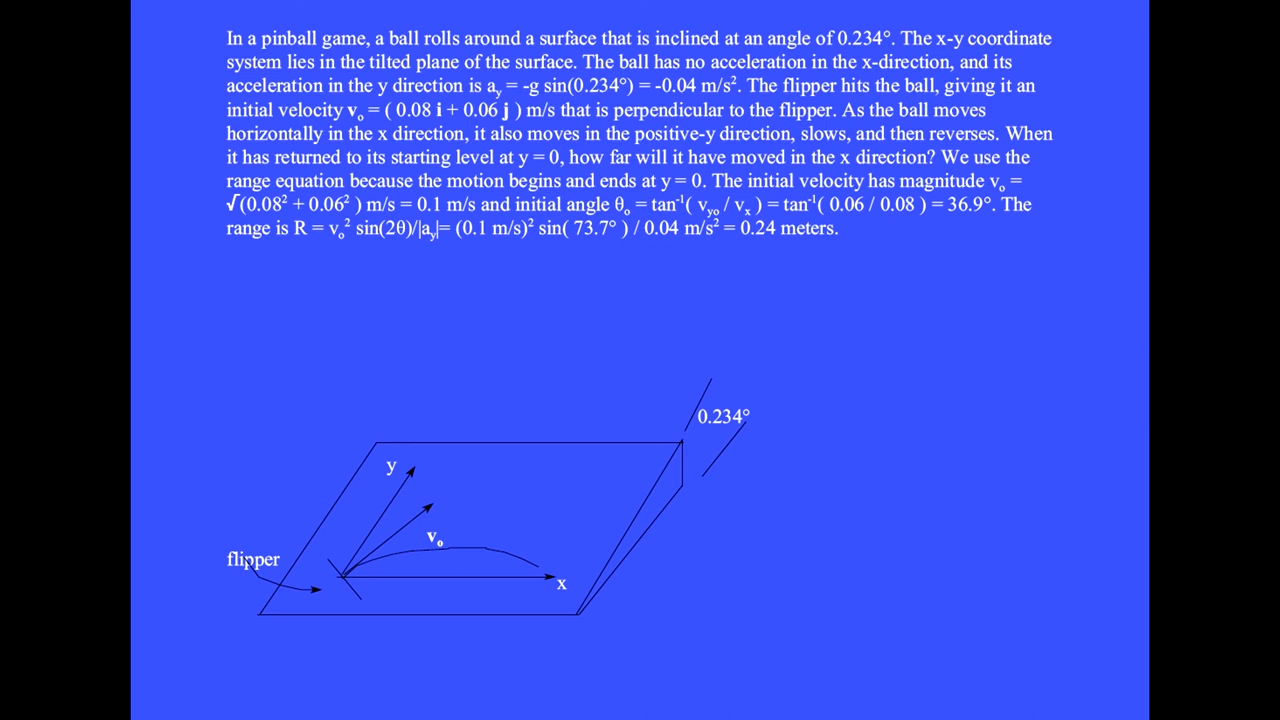 In a pinball game, a ball rolls around a surface that is inclined at an angle of 0.234°. The x-y coordinate
system lies in the tilted plane of the surface. The ball has no acceleration in the x-direction, and its
acceleration in the y direction is aᵧ = -g sin(0.234°) = -0.04 m/s². The flipper hits the ball, giving it an
initial velocity vₒ = ( 0.08 i + 0.06 j ) m/s that is perpendicular to the flipper. As the ball moves
horizontally in the x direction, it also moves in the positive-y direction, slows, and then reverses. When
it has returned to its starting level at y = 0, how far will it have moved in the x direction? We use the
range equation because the motion begins and ends at y = 0. The initial velocity has magnitude vₒ =
√(0.08² + 0.06² ) m/s = 0.1 m/s and initial angle θₒ = tan⁻¹( vyo / vₓ ) = tan⁻¹( 0.06 / 0.08 ) = 36.9°. The
range is R = vₒ² sin(2θ)/|aᵧ|= (0.1 m/s)² sin( 73.7° ) / 0.04 m/s² = 0.24 meters.
0.234°
y
vₒ
flipper
x